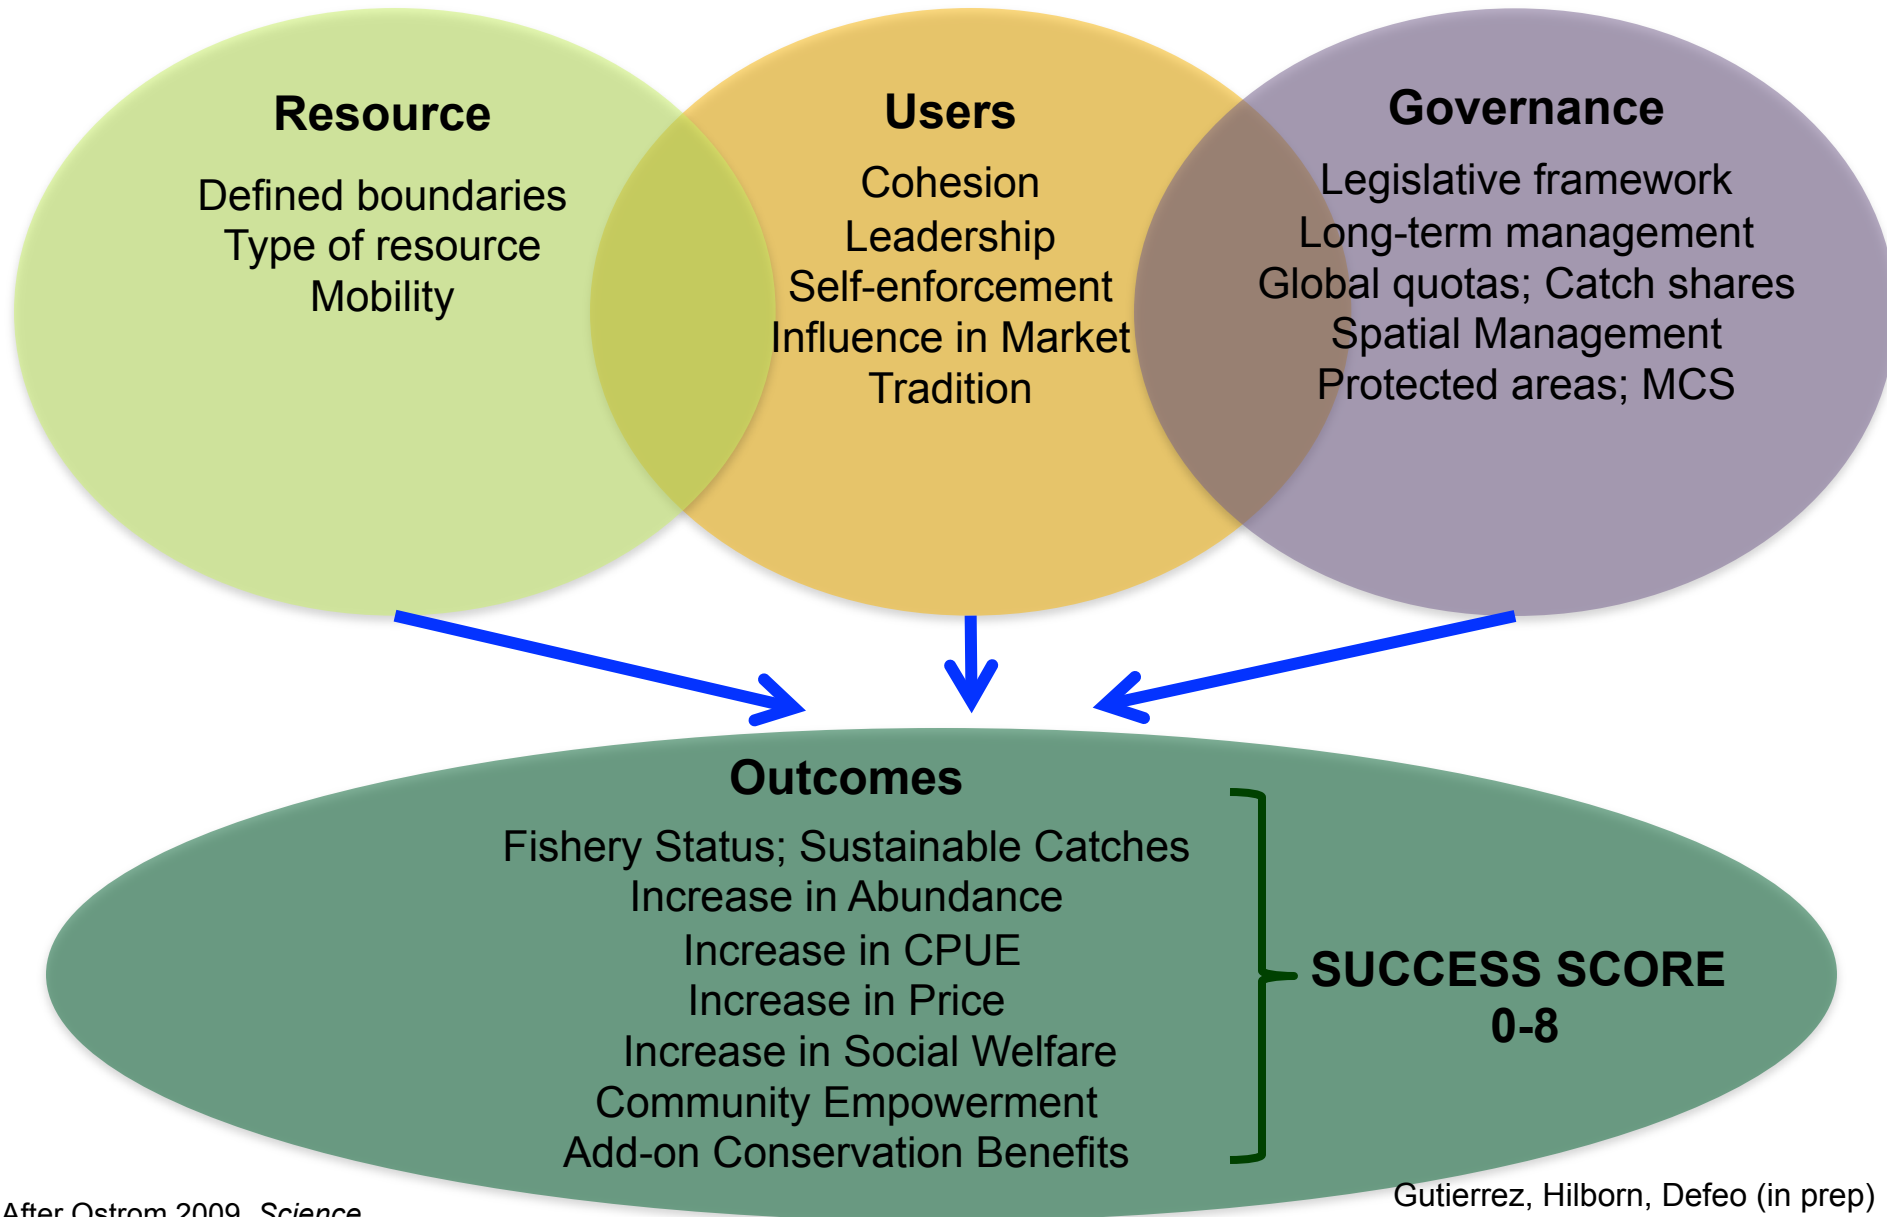 Resource
Defined boundaries
Type of resource
Mobility
Users
Cohesion
Leadership
Self-enforcement
Influence in Market
Tradition
Governance
Legislative framework
Long-term management
Global quotas; Catch shares
Spatial Management
Protected areas; MCS
Outcomes
Fishery Status; Sustainable Catches
Increase in Abundance
Increase in CPUE
Increase in Price
Increase in Social Welfare
Community Empowerment
Add-on Conservation Benefits
SUCCESS SCORE
0-8
After Ostrom 2009, Science
Gutierrez, Hilborn, Defeo (in prep)